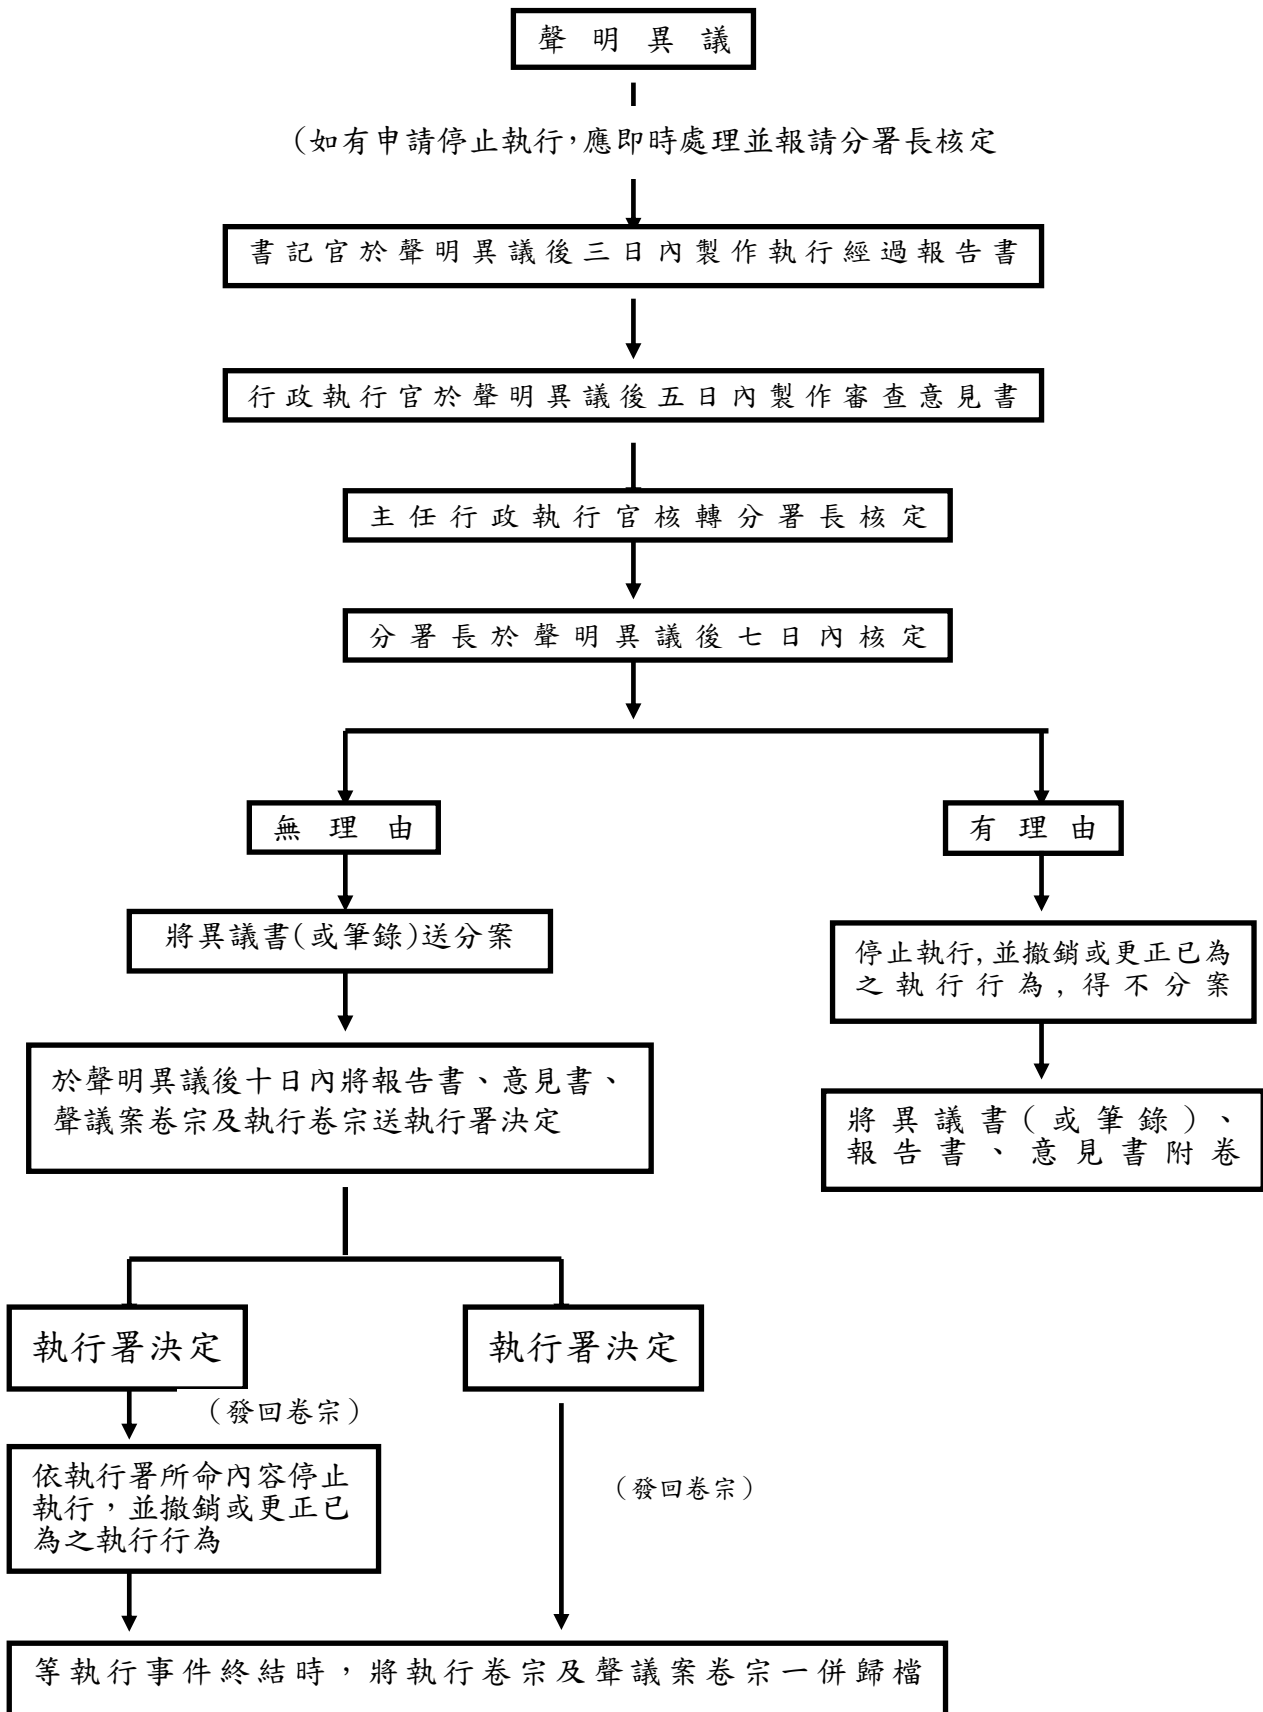 聲明異議
(如有申請停止執行,應即時處理並報請分署長核定
書記官於聲明異議後三日內製作執行經過報告書
行政執行官於聲明異議後五日內製作審查意見書
主任行政執行官核轉分署長核定
分署長於聲明異議後七日內核定
無理由
有理由
將異議書(或筆錄)送分案
停止執行,並撤銷或更正已為
之執行行為,得不分案
於聲明異議後十日內將報告書、意見書、
聲議案卷宗及執行卷宗送執行署決定
將異議書(或筆錄)、
報告書、意見書附卷
執行署決定
執行署決定
(發回卷宗)
依執行署所命內容停止
執行,並撤銷或更正已
為之執行行為
(發回卷宗)
等執行事件終結時,將執行卷宗及聲議案卷宗一併歸檔